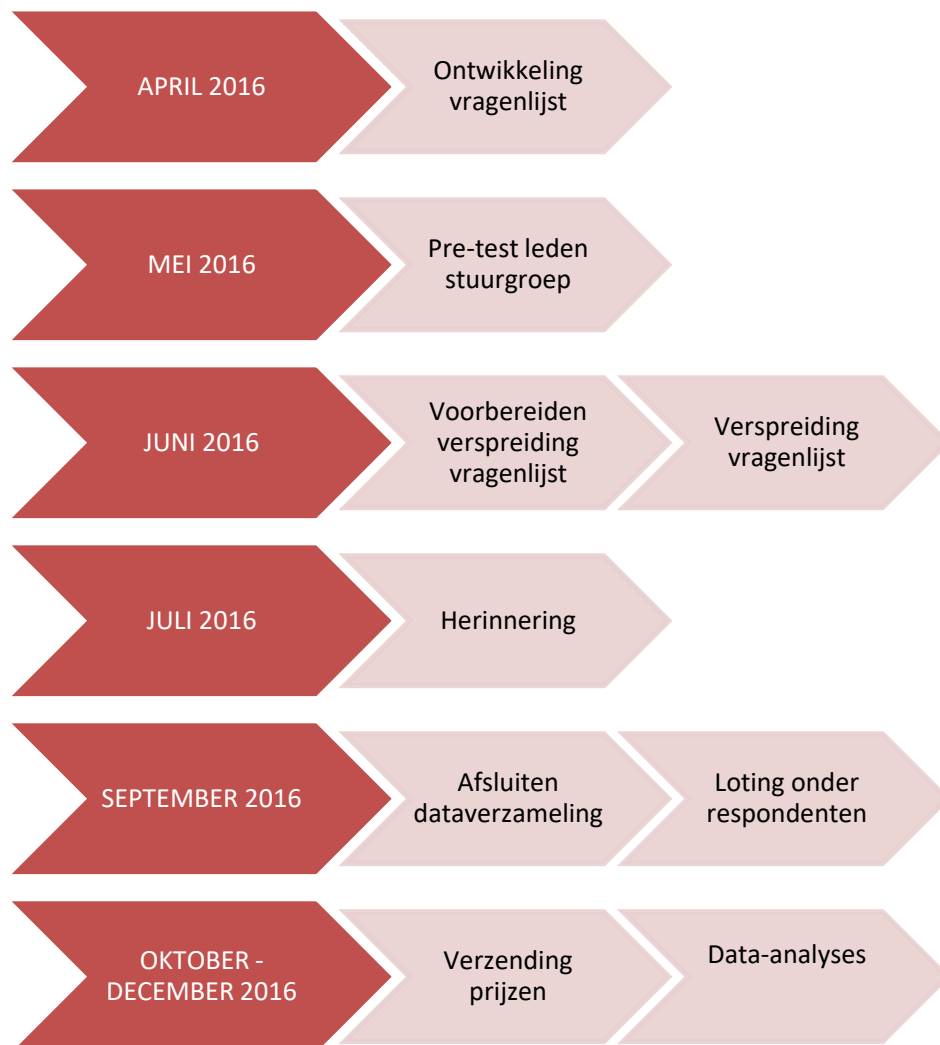 APRIL 2016
Ontwikkeling
vragenlijst
MEI 2016
Pre-test leden
stuurgroep
JUNI 2016
Voorbereiden
verspreiding
vragenlijst
Verspreiding
vragenlijst
JULI 2016
Herinnering
SEPTEMBER 2016
Afsluiten
dataverzameling
Loting onder
respondenten
OKTOBER -
DECEMBER 2016
Verzending
prijzen
Data-analyses